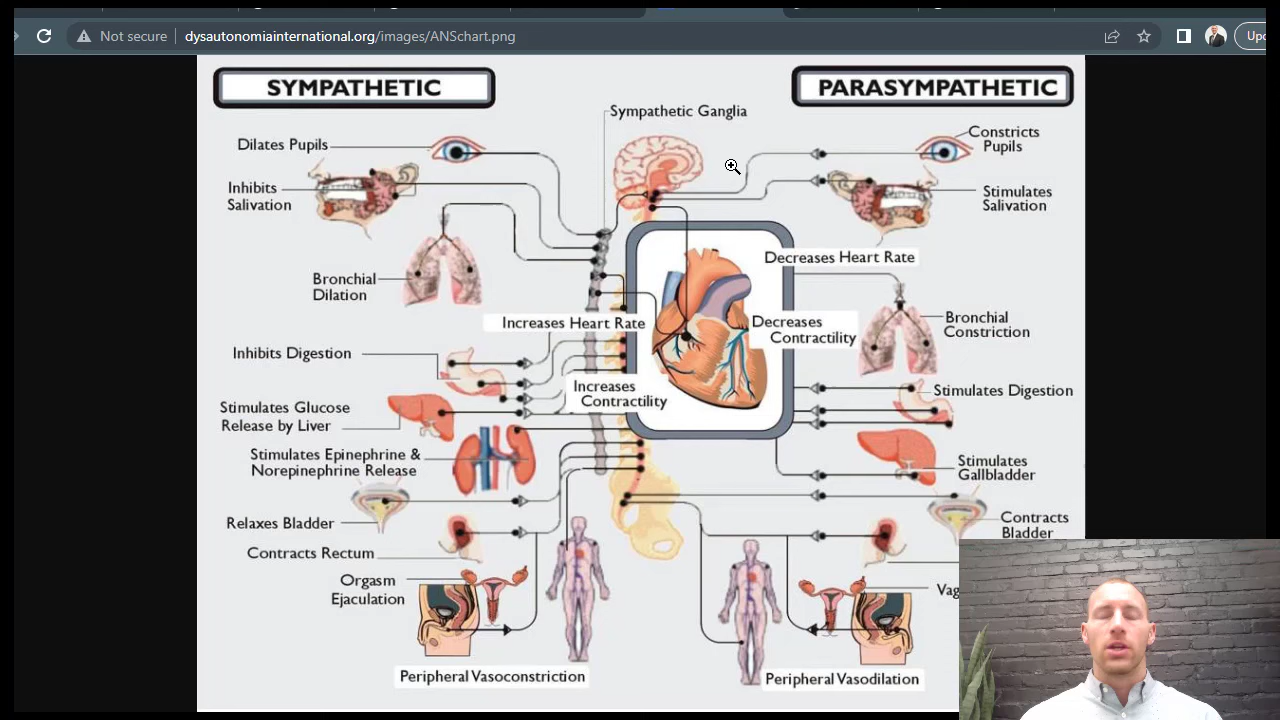 Not secure
dysautonomiainternational.org/images/ANSchart.png
SYMPATHETIC
PARASYMPATHETIC
Sympathetic Ganglia
Dilates Pupils
Constricts
Pupils
Inhibits
Salivation
Stimulates
Salivation
Decreases Heart Rate
Bronchial
Dilation
Increases Heart Rate
Decreases
Contractility
Bronchial
Constriction
Inhibits Digestion
Increases
Contractility
Stimulates Digestion
Stimulates Glucose
Release by Liver
Stimulates Epinephrine &
Norepinephrine Release
Stimulates
Gallbladder
Relaxes Bladder
Contracts
Bladder
Contracts Rectum
Orgasm
Ejaculation
Peripheral Vasoconstriction
Peripheral Vasodilation